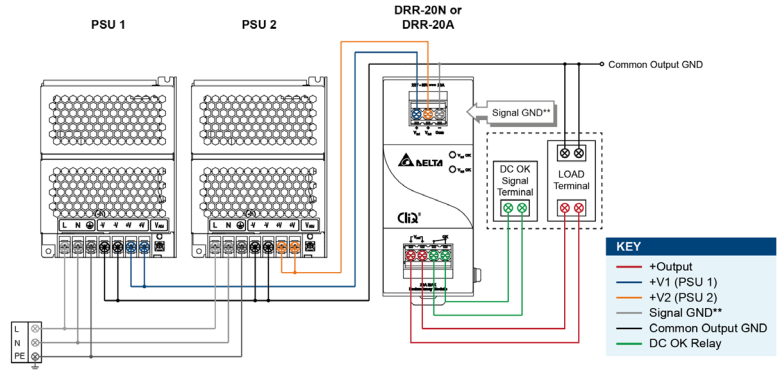 PSU 1
PSU 2
DRR-20N or
DRR-20A
Common Output GND
Signal GND**
DELTA
CliQ
DC OK
Signal
Terminal
LOAD
Terminal
L N -V -V +V +V
L N -V -V +V +V
L
N
PE
KEY
+Output
+V1 (PSU 1)
+V2 (PSU 2)
Signal GND**
Common Output GND
DC OK Relay